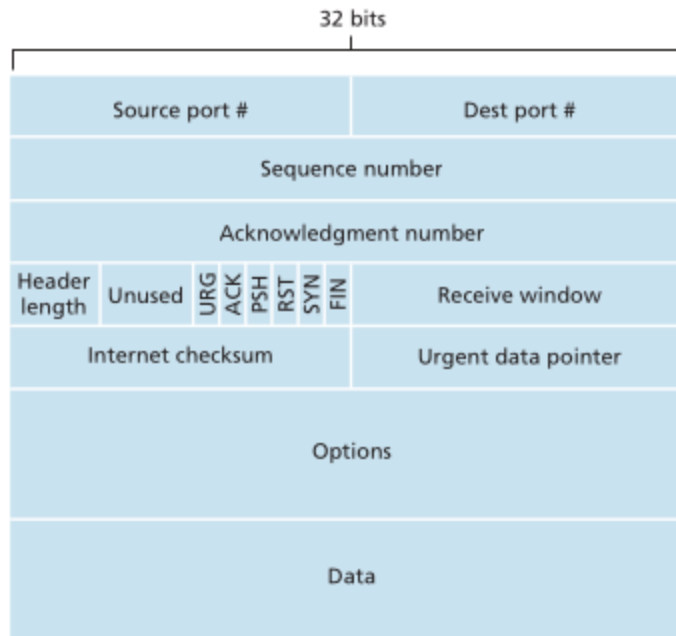 32 bits
Source port # Dest port #
Sequence number
Acknowledgment number
Header length Unused URG ACK PSH RST SYN FIN Receive window
Internet checksum Urgent data pointer
Options
Data